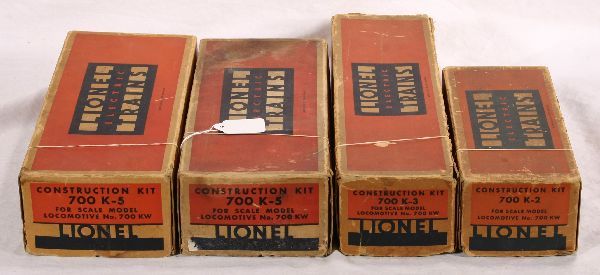 LIONEL
ELECTRIC
TRAINS
LIONEL
ELECTRIC
TRAINS
LIONEL
ELECTRIC
TRAINS
LIONEL
ELECTRIC
TRAINS
CONSTRUCTION KIT
700 K-5
FOR SCALE MODEL
LOCOMOTIVE No. 700 KW
LIONEL
CONSTRUCTION KIT
700 K-5
FOR SCALE MODEL
LOCOMOTIVE No. 700 KW
LIONEL
CONSTRUCTION KIT
700 K-3
FOR SCALE MODEL
LOCOMOTIVE No. 700 KW
LIONEL
CONSTRUCTION KIT
700 K-2
FOR SCALE MODEL
LOCOMOTIVE No. 700 KW
LIONEL